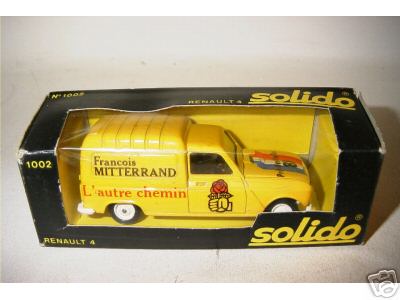 N° 1002
RENAULT 4
solido
1002
Francois
MITTERRAND
L'autre chemin
RENAULT 4
solido